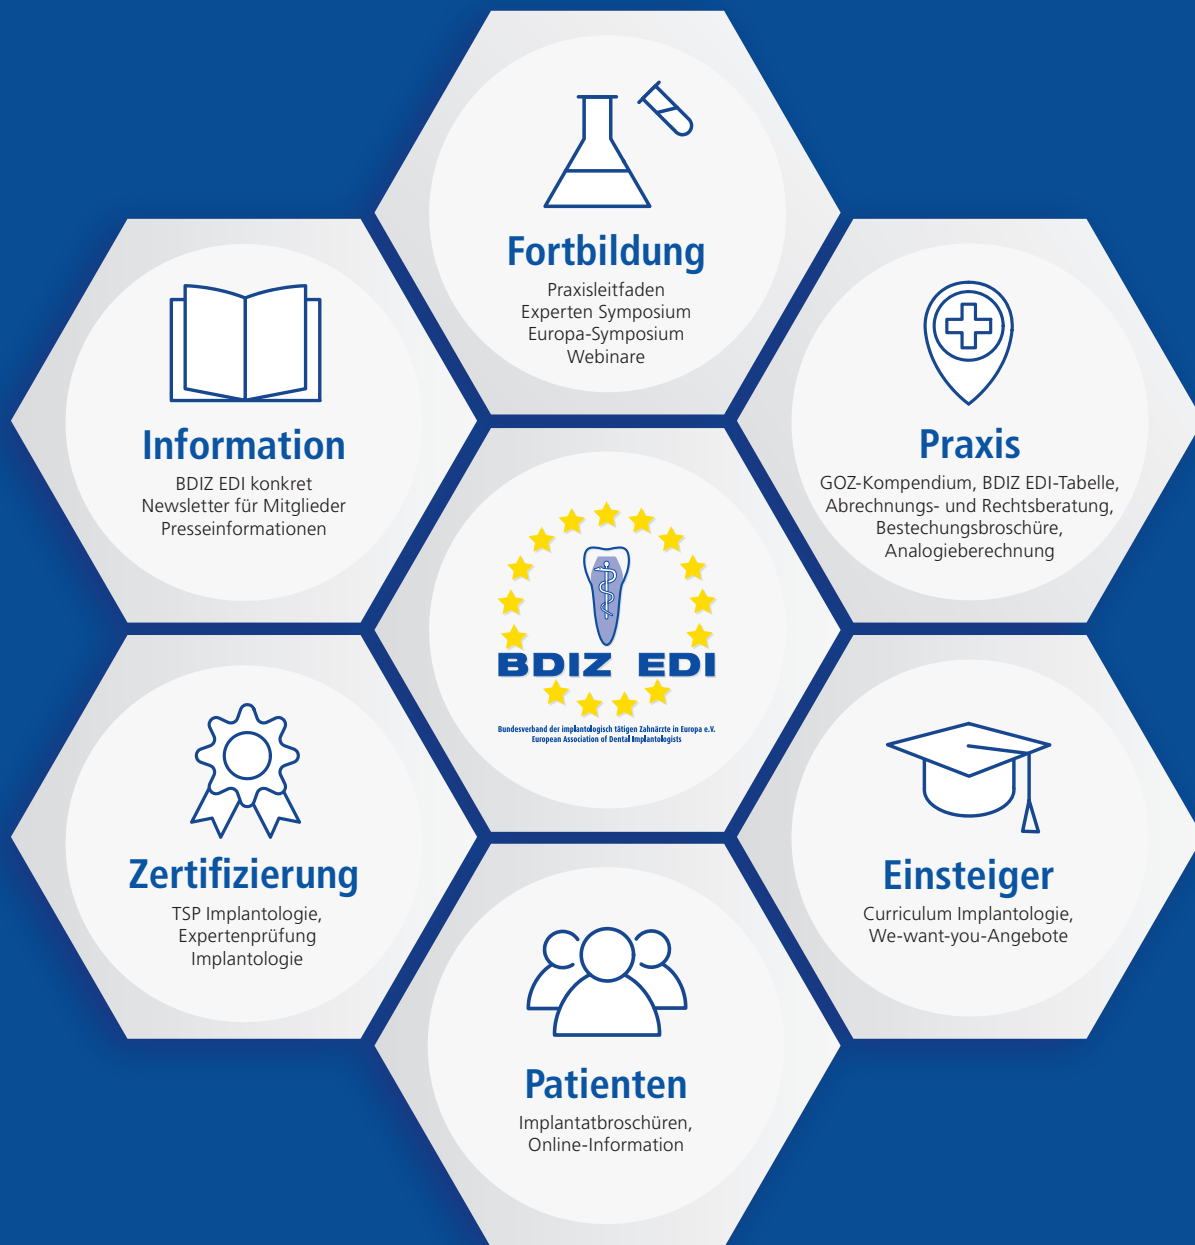 Fortbildung
Praxisleitfaden
Experten Symposium
Europa-Symposium
Webinare
Information
BDIZ EDI konkret
Newsletter für Mitglieder
Presseinformationen
Praxis
GOZ-Kompendium, BDIZ EDI-Tabelle,
Abrechnungs- und Rechtsberatung,
Bestechungsbroschüre,
Analogieberechnung
BDIZ EDI
Bundesverband der implantologisch tätigen Zahnärzte in Europa e.V.
European Association of Dental Implantologists
Zertifizierung
TSP Implantologie,
Expertenprüfung
Implantologie
Einsteiger
Curriculum Implantologie,
We-want-you-Angebote
Patienten
Implantatbroschüren,
Online-Information